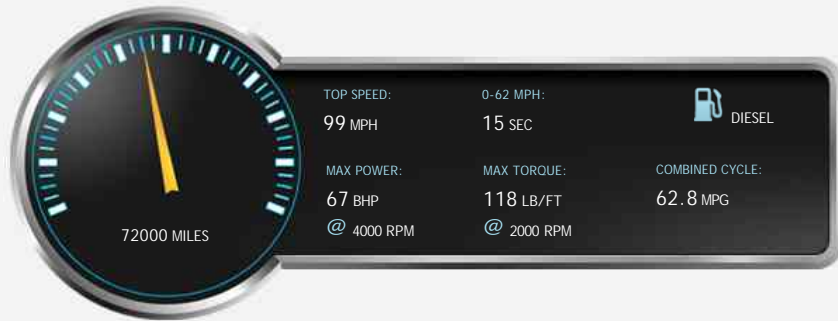 72000 MILES
TOP SPEED:
99 MPH
0-62 MPH:
15 SEC
DIESEL
MAX POWER:
67 BHP
@ 4000 RPM
MAX TORQUE:
118 LB/FT
@ 2000 RPM
COMBINED CYCLE:
62.8 MPG